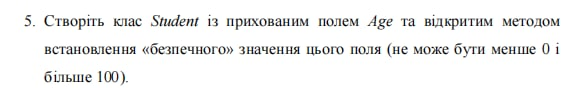 5. Створіть клас Student із прихованим полем Age та відкритим методом
встановлення «безпечного» значення цього поля (не може бути менше 0 і
більше 100).